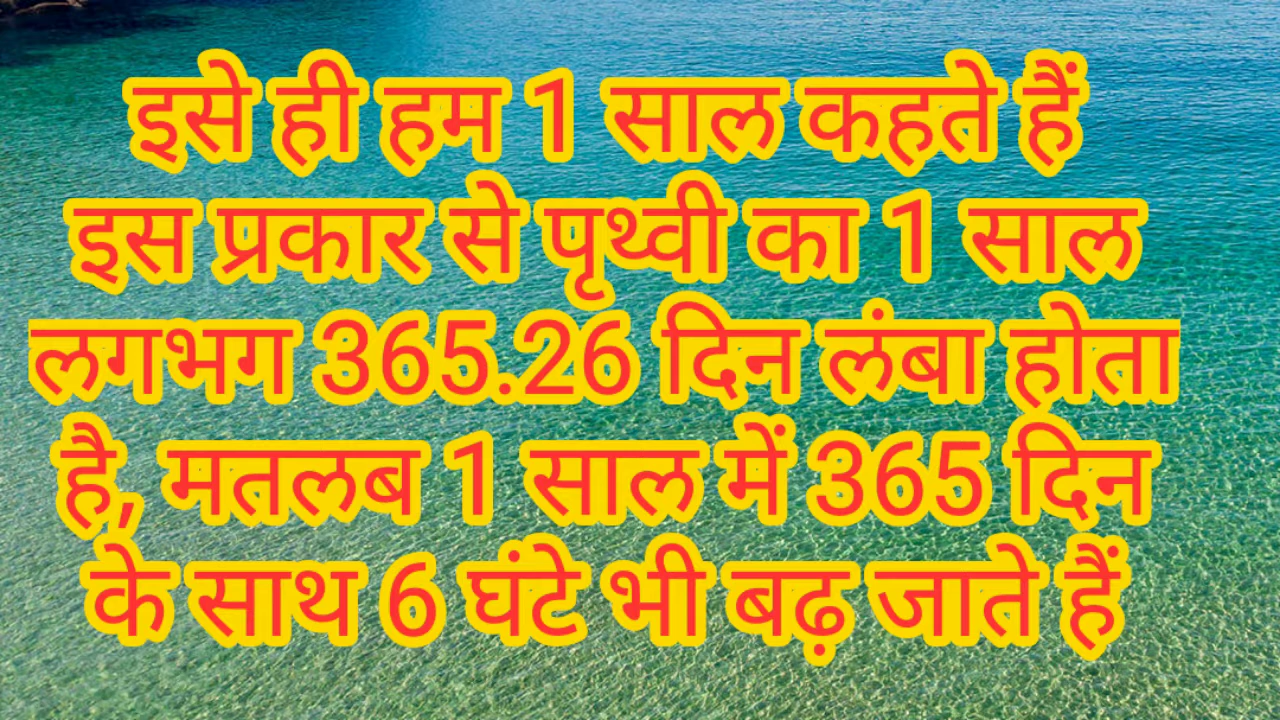 इसे ही हम 1 साल कहते हैं
इस प्रकार से पृथ्वी का 1 साल
लगभग 365.26 दिन लंबा होता
है, मतलब 1 साल में 365 दिन
के साथ 6 घंटे भी बढ़ जाते हैं